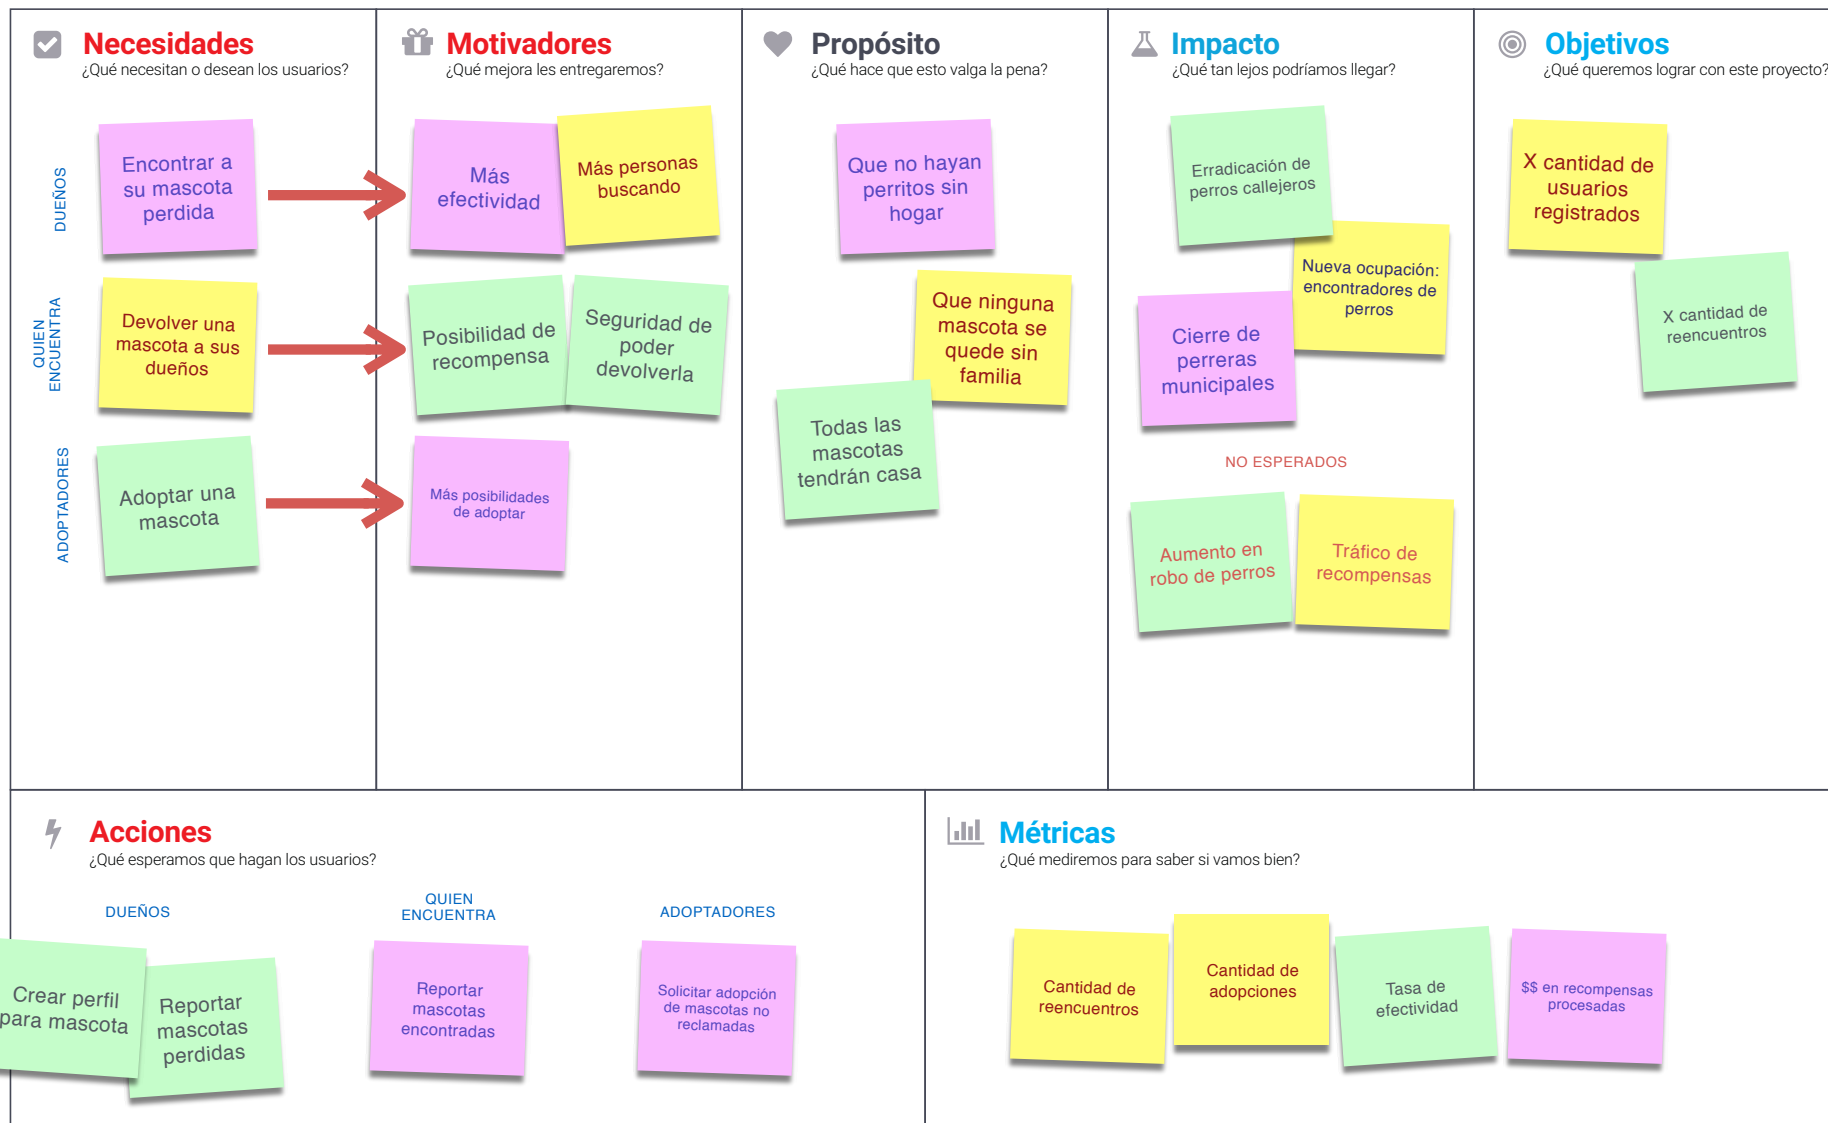 Necesidades
¿Qué necesitan o desean los usuarios?
DUEÑOS
Encontrar a
su mascota
perdida
QUIEN
ENCUENTRA
Devolver una
mascota a sus
dueños
ADOPTADORES
Adoptar una
mascota
Motivadores
¿Qué mejora les entregaremos?
Más
efectividad
Más personas
buscando
Posibilidad de
recompensa
Seguridad de
poder
devolverla
Más posibilidades
de adoptar
Propósito
¿Qué hace que esto valga la pena?
Que no hayan
perritos sin
hogar
Que ninguna
mascota se
quede sin
familia
Todas las
mascotas
tendrán casa
Impacto
¿Qué tan lejos podríamos llegar?
Erradicación de
perros callejeros
Nueva ocupación:
encontradores de
perros
Cierre de
perreras
municipales
NO ESPERADOS
Aumento en
robo de perros
Tráfico de
recompensas
Objetivos
¿Qué queremos lograr con este proyecto?
X cantidad de
usuarios
registrados
X cantidad de
reencuentros
Acciones
¿Qué esperamos que hagan los usuarios?
DUEÑOS
Crear perfil
para mascota
Reportar
mascotas
perdidas
QUIEN
ENCUENTRA
Reportar
mascotas
encontradas
ADOPTADORES
Solicitar adopción
de mascotas no
reclamadas
Métricas
¿Qué mediremos para saber si vamos bien?
Cantidad de
reencuentros
Cantidad de
adopciones
Tasa de
efectividad
$$ en recompensas
procesadas